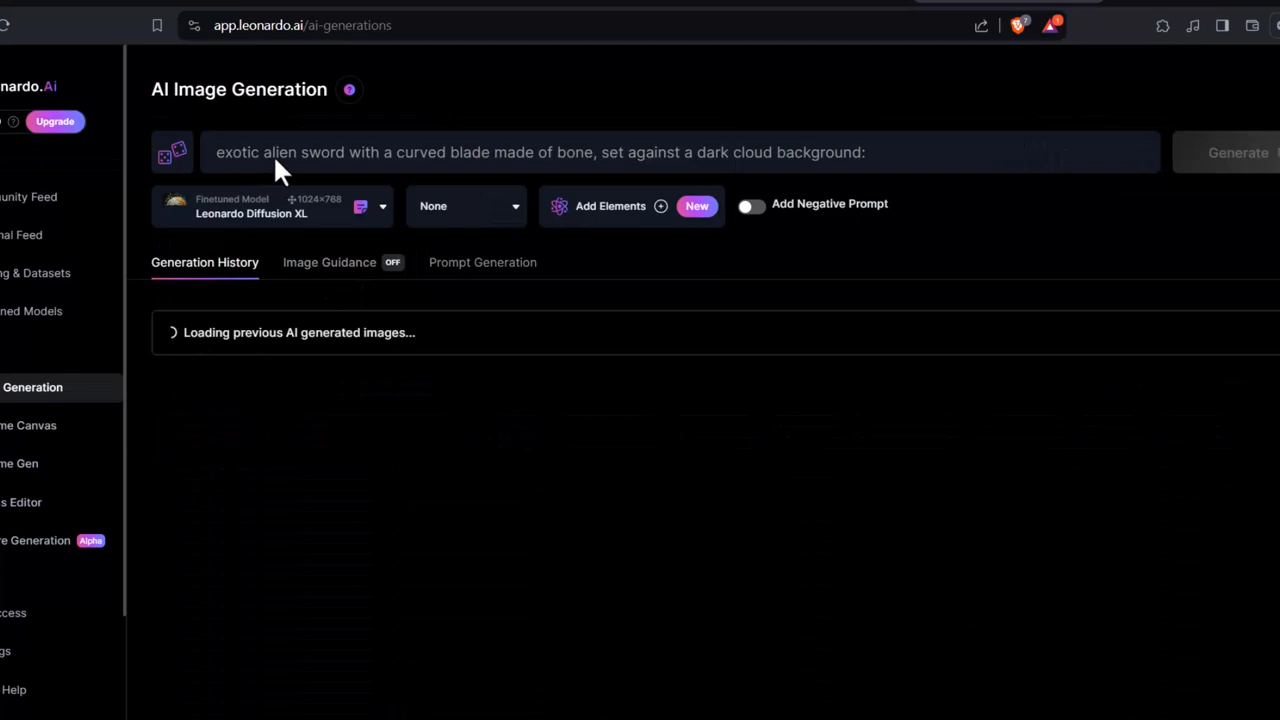 app.leonardo.ai/ai-generations
7
1
onardo.Ai
Upgrade
AI Image Generation
exotic alien sword with a curved blade made of bone, set against a dark cloud background:
Generate
Finetuned Model 1024×768
Leonardo Diffusion XL
None
Add Elements
New
Add Negative Prompt
Generation History
Image Guidance
OFF
Prompt Generation
Loading previous AI generated images...
unity Feed
nal Feed
ng & Datasets
ned Models
Generation
me Canvas
me Gen
s Editor
re Generation
Alpha
ccess
gs
Help